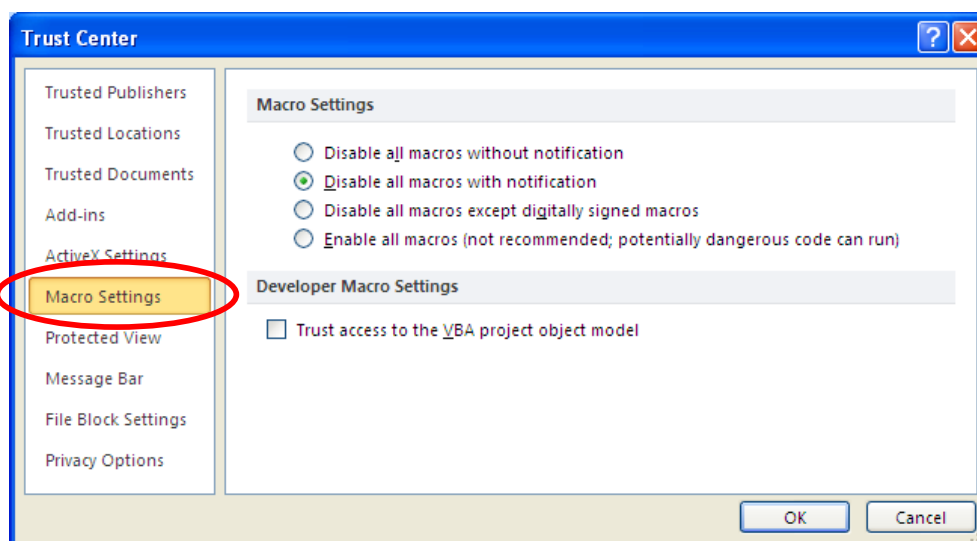 Trust Center
Trusted Publishers
Trusted Locations
Trusted Documents
Add-ins
ActiveX Settings
Macro Settings
Protected View
Message Bar
File Block Settings
Privacy Options
Macro Settings
Disable all macros without notification
Disable all macros with notification
Disable all macros except digitally signed macros
Enable all macros (not recommended; potentially dangerous code can run)
Developer Macro Settings
Trust access to the VBA project object model
OK Cancel